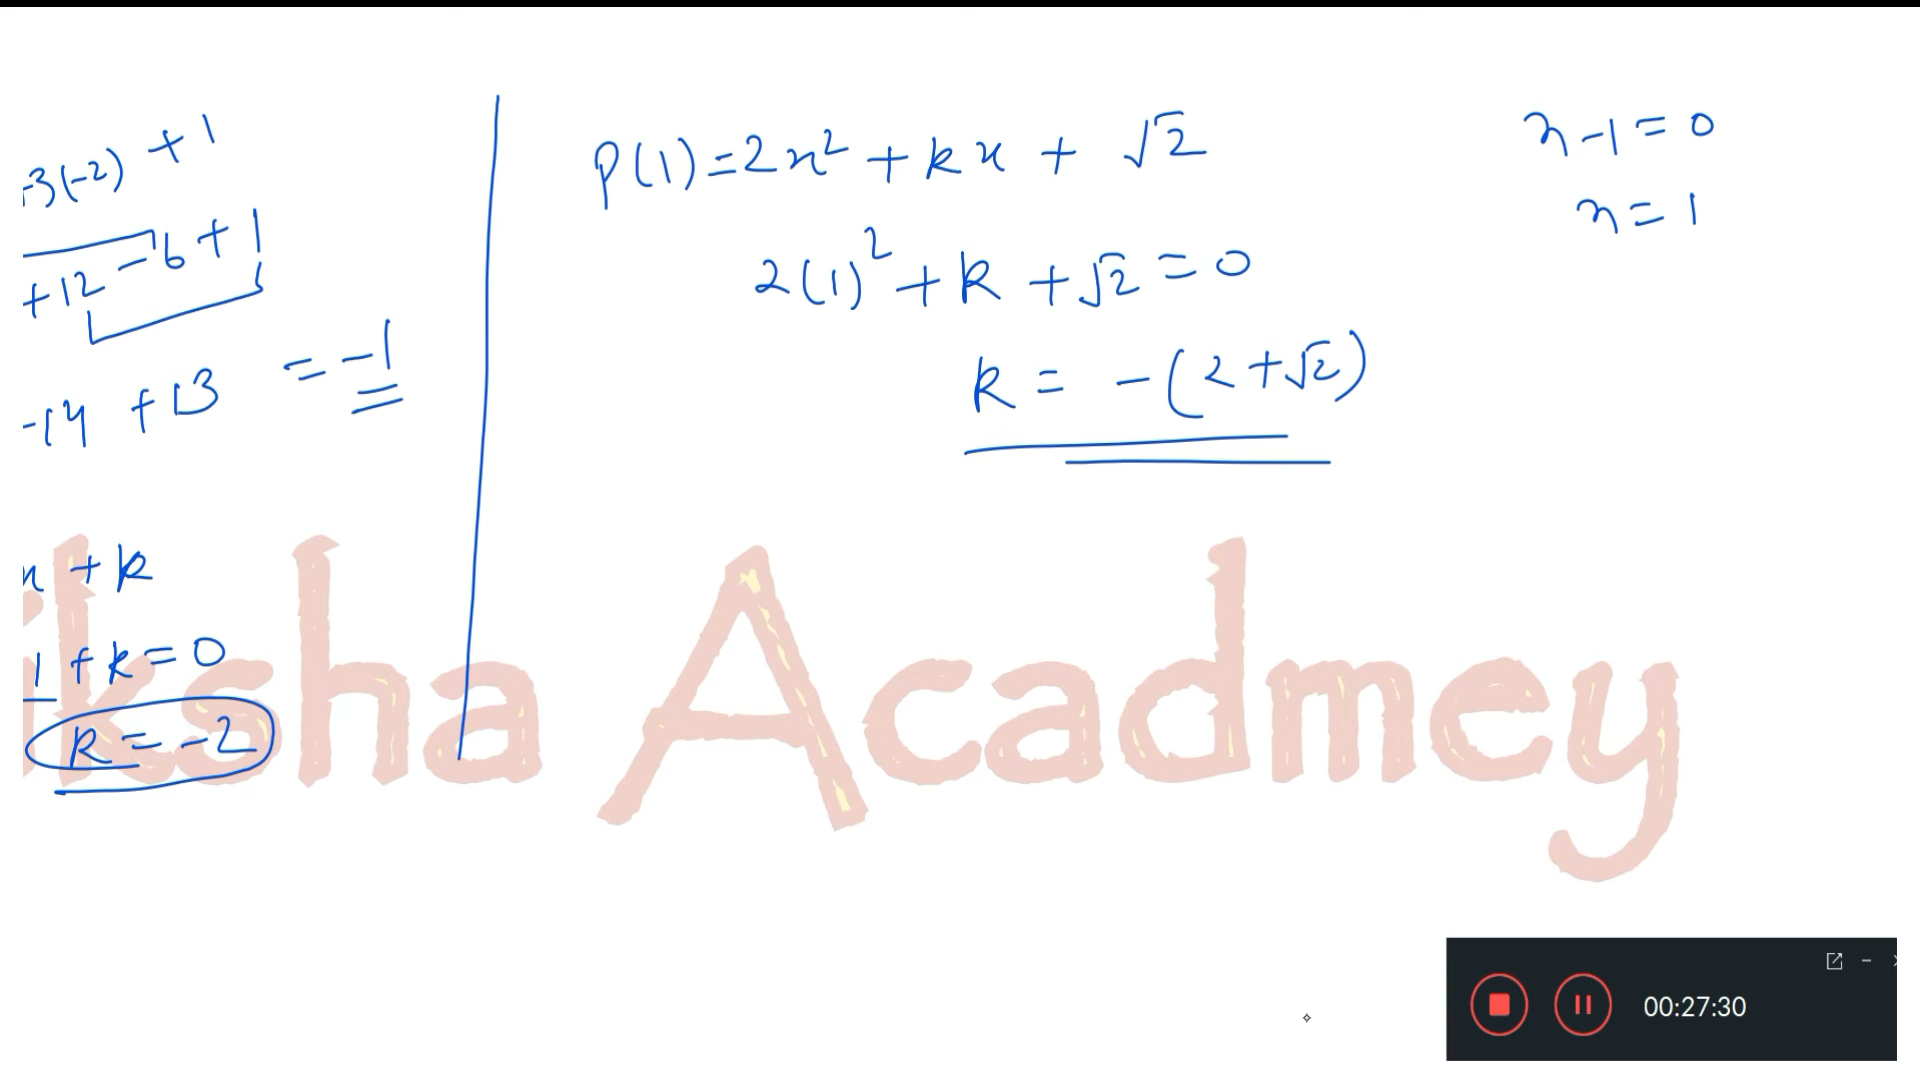 -3(-2) + 1
+12 - 6 + 1
-14 + 13 = -1
x + k
1 + k = 0
k = -2
P(1) = 2x² + kx + √2
2(1)² + k + √2 = 0
k = -(2 + √2)
x - 1 = 0
x = 1
iksha Acadmey
00:27:30